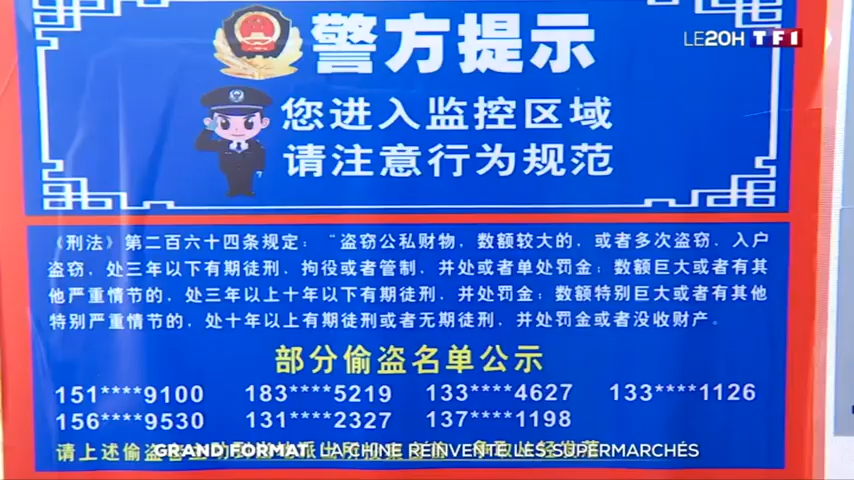 LE20H TF1
警方提示
您进入监控区域
请注意行为规范
《刑法》第二百六十四条规定：“盗窃公私财物，数额较大的，或者多次盗窃、入户
盗窃，处三年以下有期徒刑、拘役或者管制，并处或者单处罚金；数额巨大或者有其
他严重情节的，处三年以上十年以下有期徒刑，并处罚金；数额特别巨大或者有其他
特别严重情节的，处十年以上有期徒刑或者无期徒刑，并处罚金或者没收财产。
部分偷盗名单公示
151****9100 183****5219 133****4627 133****1126
156****9530 131****2327 137****1198
请上述偷盗
GRAND FORMAT. LA CHINE RÉINVENTE LES SUPERMARCHÉS